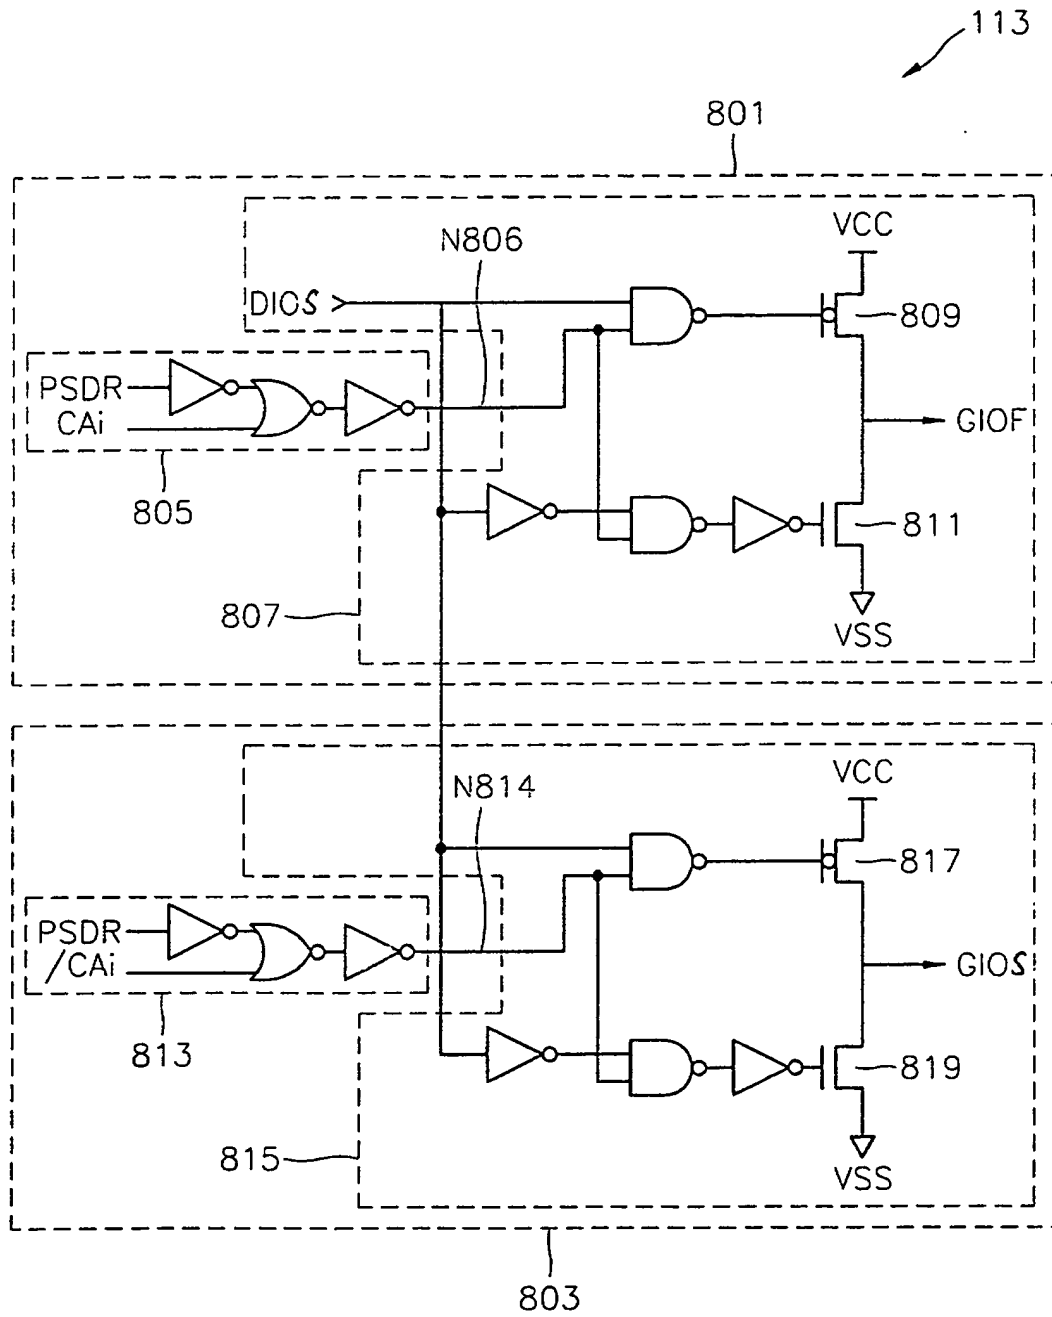 113
801
VCC
N806
DIOS
809
PSDR
CAi
GIOF
805
811
807
VSS
VCC
N814
817
PSDR
/CAi
GIOS
813
819
815
VSS
803